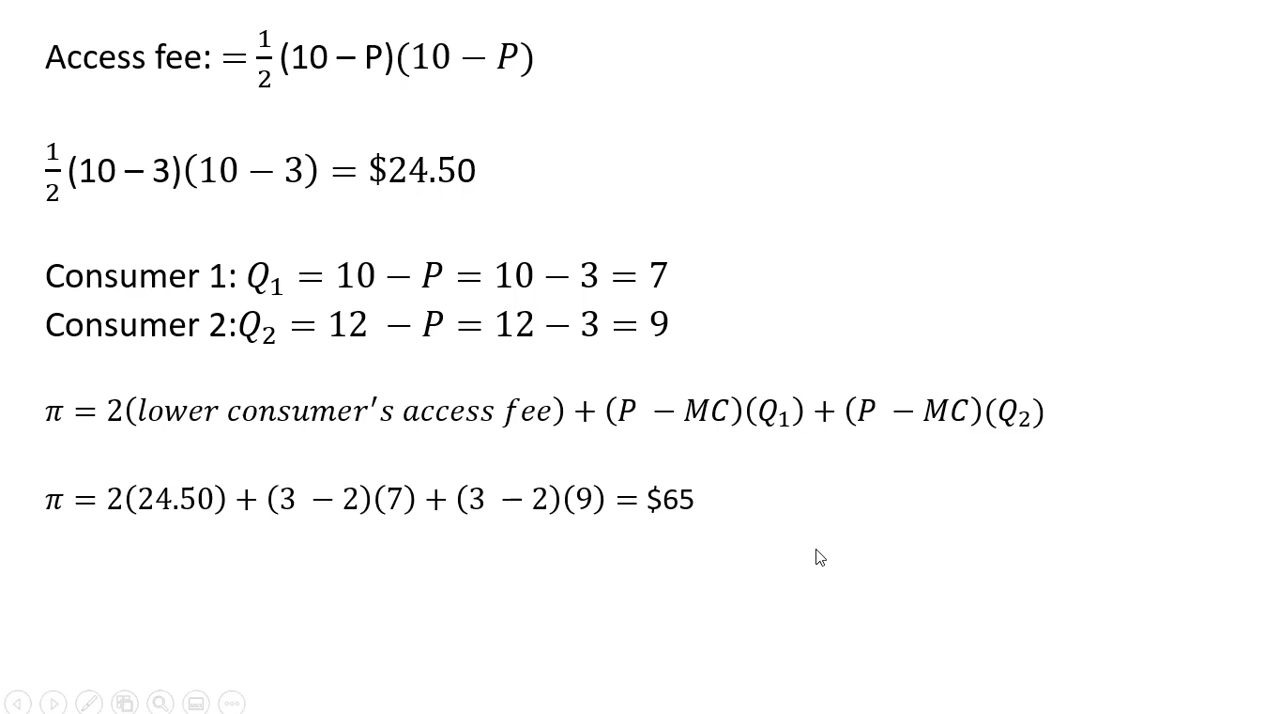 Access fee: = 1/2 (10 – P)(10 − P)
1/2 (10 – 3)(10 − 3) = $24.50
Consumer 1: Q₁ = 10 − P = 10 − 3 = 7
Consumer 2:Q₂ = 12 − P = 12 − 3 = 9
π = 2(lower consumer′s access fee) + (P − MC)(Q₁) + (P − MC)(Q₂)
π = 2(24.50) + (3 − 2)(7) + (3 − 2)(9) = $65